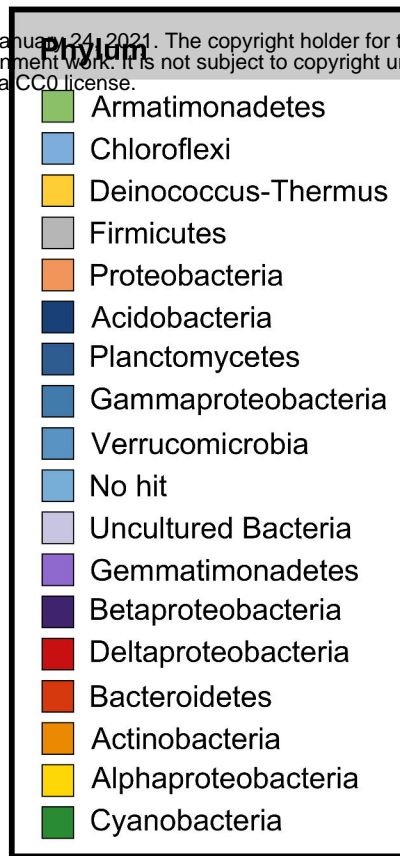 anuary 24, 2021. The copyright holder for t
Phylum
nment work. It is not subject to copyright u
a CC0 license.
Armatimonadetes
Chloroflexi
Deinococcus-Thermus
Firmicutes
Proteobacteria
Acidobacteria
Planctomycetes
Gammaproteobacteria
Verrucomicrobia
No hit
Uncultured Bacteria
Gemmatimonadetes
Betaproteobacteria
Deltaproteobacteria
Bacteroidetes
Actinobacteria
Alphaproteobacteria
Cyanobacteria